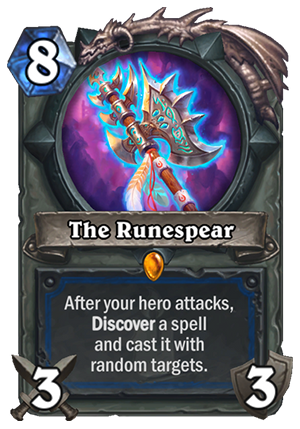 8
The Runespear
After your hero attacks,
Discover a spell
and cast it with
random targets.
3 3